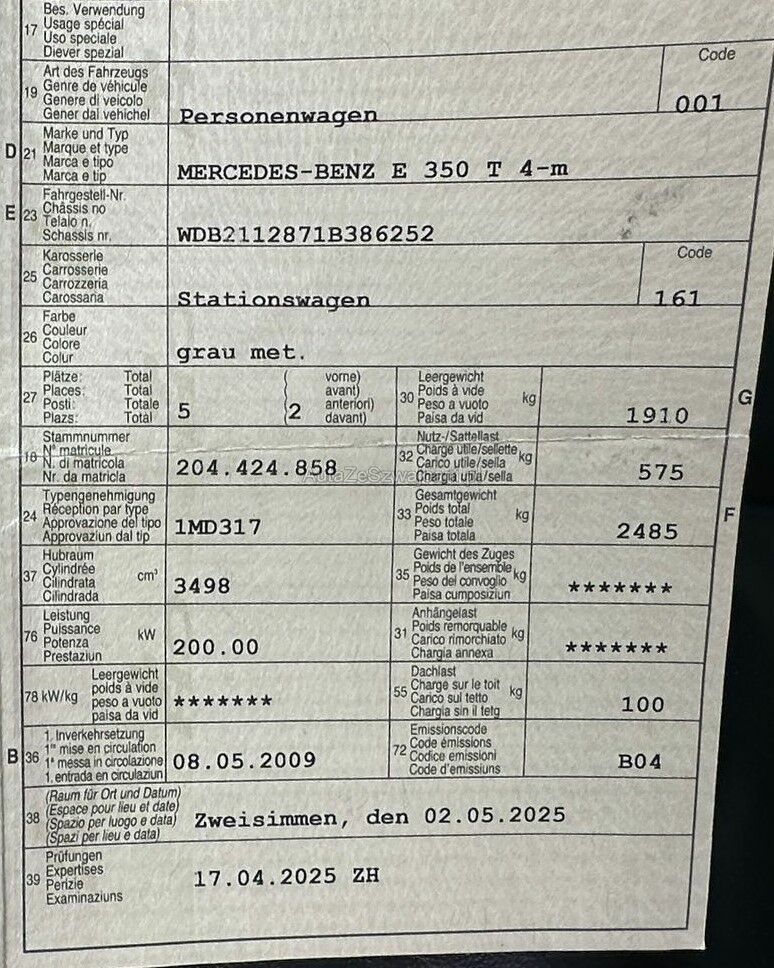 Bes. Verwendung
17 Usage spécial
Uso speciale
Diever spezial
Art des Fahrzeugs
19 Genre de véhicule
Genere di veicolo
Gener dal vehichel
Personenwagen
Code
001
Marke und Typ
D 21 Marque et type
Marca e tipo
Marca e tip
MERCEDES-BENZ E 350 T 4-m
Fahrgestell-Nr.
E 23 Châssis no
Telaio n.
Schassis nr.
WDB2112871B386252
Karosserie
25 Carrosserie
Carrozzeria
Carossaria
Stationswagen
Code
161
Farbe
26 Couleur
Colore
Colur
grau met.
Plätze: Total (vorne)
27 Places: Total avant)
Posti: Totale anteriori)
Plazs: Total davant)
5 (2
Leergewicht
30 Poids à vide kg
Peso a vuoto
Paisa da vid
1910
G
Stammnummer
18 N° matricule
N. di matricola
Nr. da matricla
204.424.858
Nutz-/Sattellast
32 Charge utile/sellette kg
Carico utile/sella
Chargia utila/sella
575
Typengenehmigung
24 Réception par type
Approvazione del tipo
Approvaziun dal tip
1MD317
Gesamtgewicht
33 Poids total kg
Peso totale
Paisa totala
2485
F
Hubraum
37 Cylindrée cm³
Cilindrata
Cilindrada
3498
Gewicht des Zuges
35 Poids de l'ensemble kg
Peso del convoglio
Paisa cumposiziun
*******
Leistung
76 Puissance kW
Potenza
Prestaziun
200.00
Anhängelast
31 Poids remorquable kg
Carico rimorchiato
Chargia annexa
*******
Leergewicht
78 kW/kg poids à vide
peso a vuoto
paisa da vid
*******
Dachlast
55 Charge sur le toit kg
Carico sul tetto
Chargia sin il tetg
100
1. Inverkehrsetzung
B 36 1re mise en circulation
1a messa in circolazione
1. entrada en circulaziun
08.05.2009
Emissionscode
72 Code émissions
Codice emissioni
Code d'emissiuns
B04
(Raum für Ort und Datum)
38 (Espace pour lieu et date)
(Spazio per luogo e data)
(Spazi per lieu e data)
Zweisimmen, den 02.05.2025
Prüfungen
39 Expertises
Perizie
Examinaziuns
17.04.2025 ZH